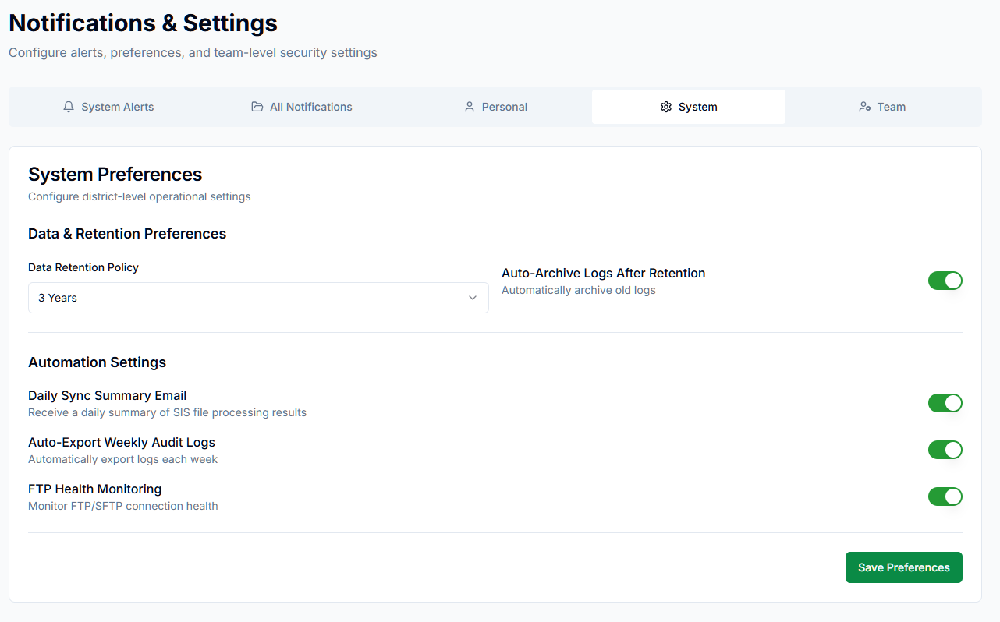 Notifications & Settings
Configure alerts, preferences, and team-level security settings
System Alerts
All Notifications
Personal
System
Team
System Preferences
Configure district-level operational settings
Data & Retention Preferences
Data Retention Policy
3 Years
Auto-Archive Logs After Retention
Automatically archive old logs
Automation Settings
Daily Sync Summary Email
Receive a daily summary of SIS file processing results
Auto-Export Weekly Audit Logs
Automatically export logs each week
FTP Health Monitoring
Monitor FTP/SFTP connection health
Save Preferences